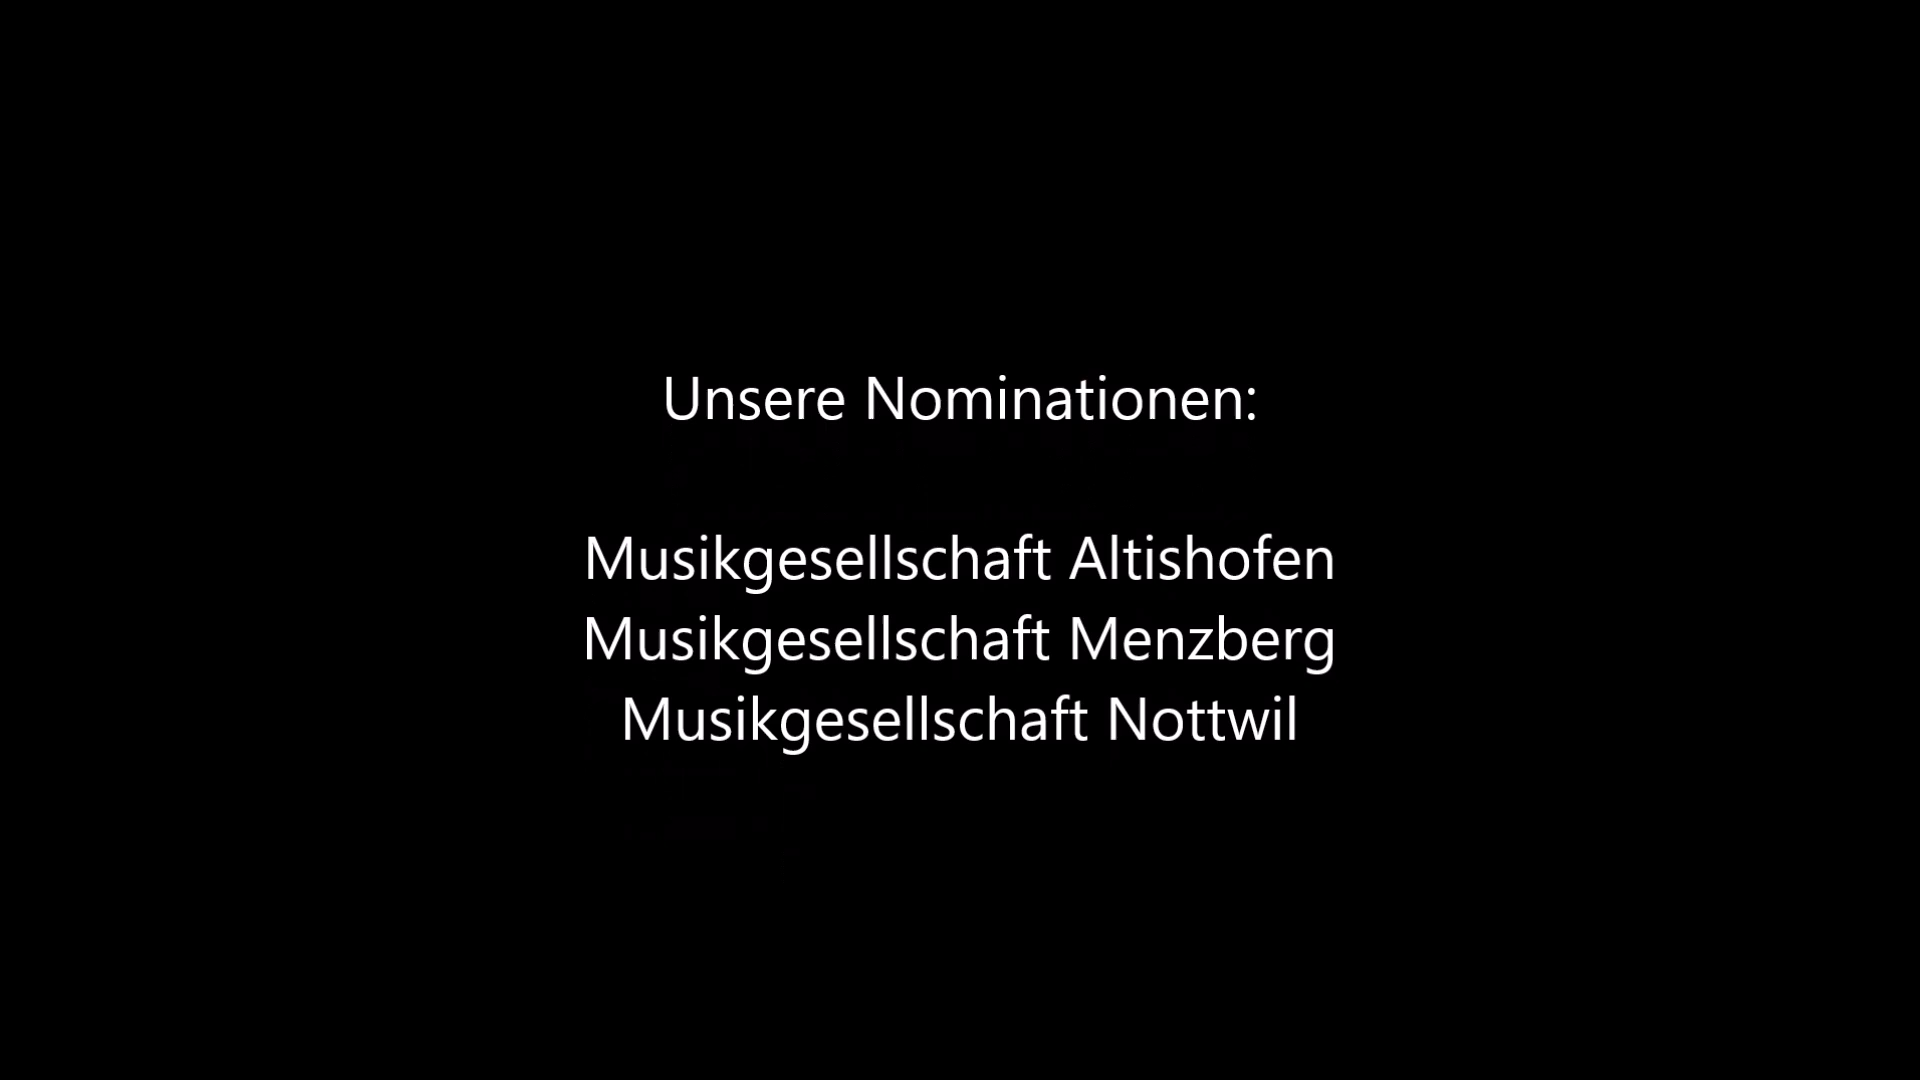 Unsere Nominationen:
Musikgesellschaft Altishofen
Musikgesellschaft Menzberg
Musikgesellschaft Nottwil